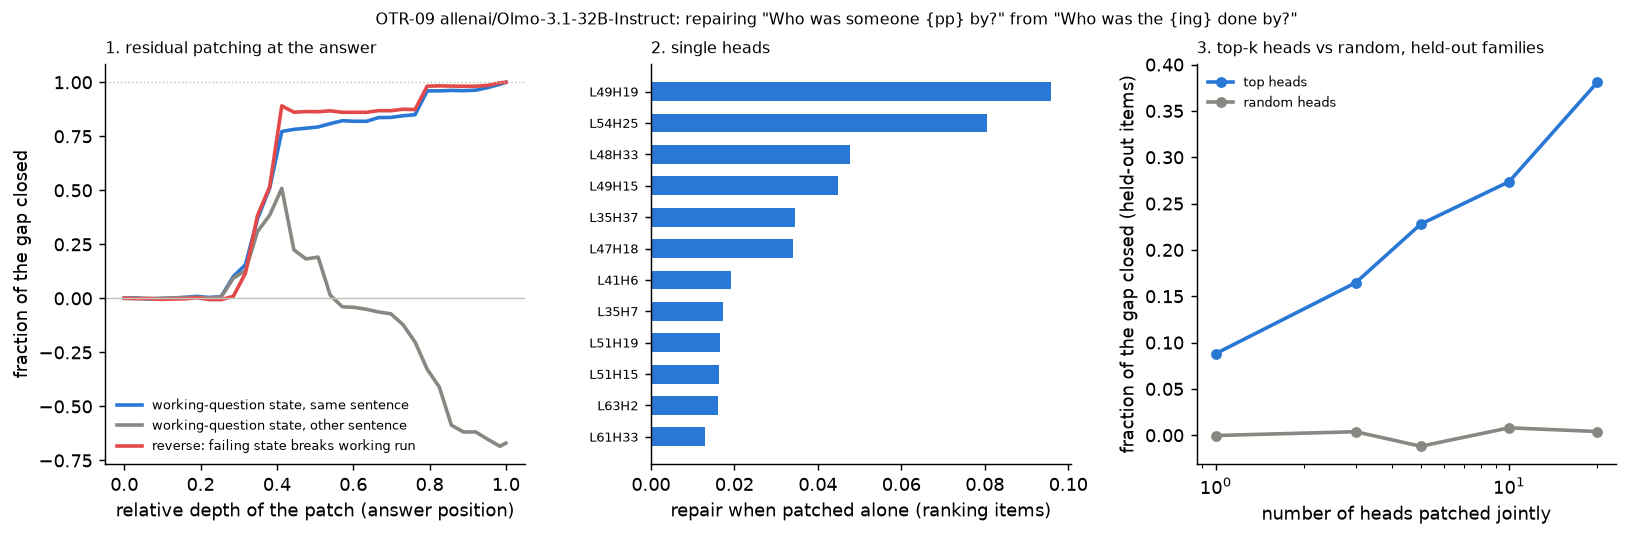 OTR-09 allenai/Olmo-3.1-32B-Instruct: repairing "Who was someone {pp} by?" from "Who was the {ing} done by?"
1. residual patching at the answer
fraction of the gap closed
1.00
0.75
0.50
0.25
0.00
−0.25
−0.50
−0.75
working-question state, same sentence
working-question state, other sentence
reverse: failing state breaks working run
0.0 0.2 0.4 0.6 0.8 1.0
relative depth of the patch (answer position)
2. single heads
L49H19
L54H25
L48H33
L49H15
L35H37
L47H18
L41H6
L35H7
L51H19
L51H15
L63H2
L61H33
0.00 0.02 0.04 0.06 0.08 0.10
repair when patched alone (ranking items)
3. top-k heads vs random, held-out families
fraction of the gap closed (held-out items)
0.40
0.35
0.30
0.25
0.20
0.15
0.10
0.05
0.00
top heads
random heads
10⁰ 10¹
number of heads patched jointly